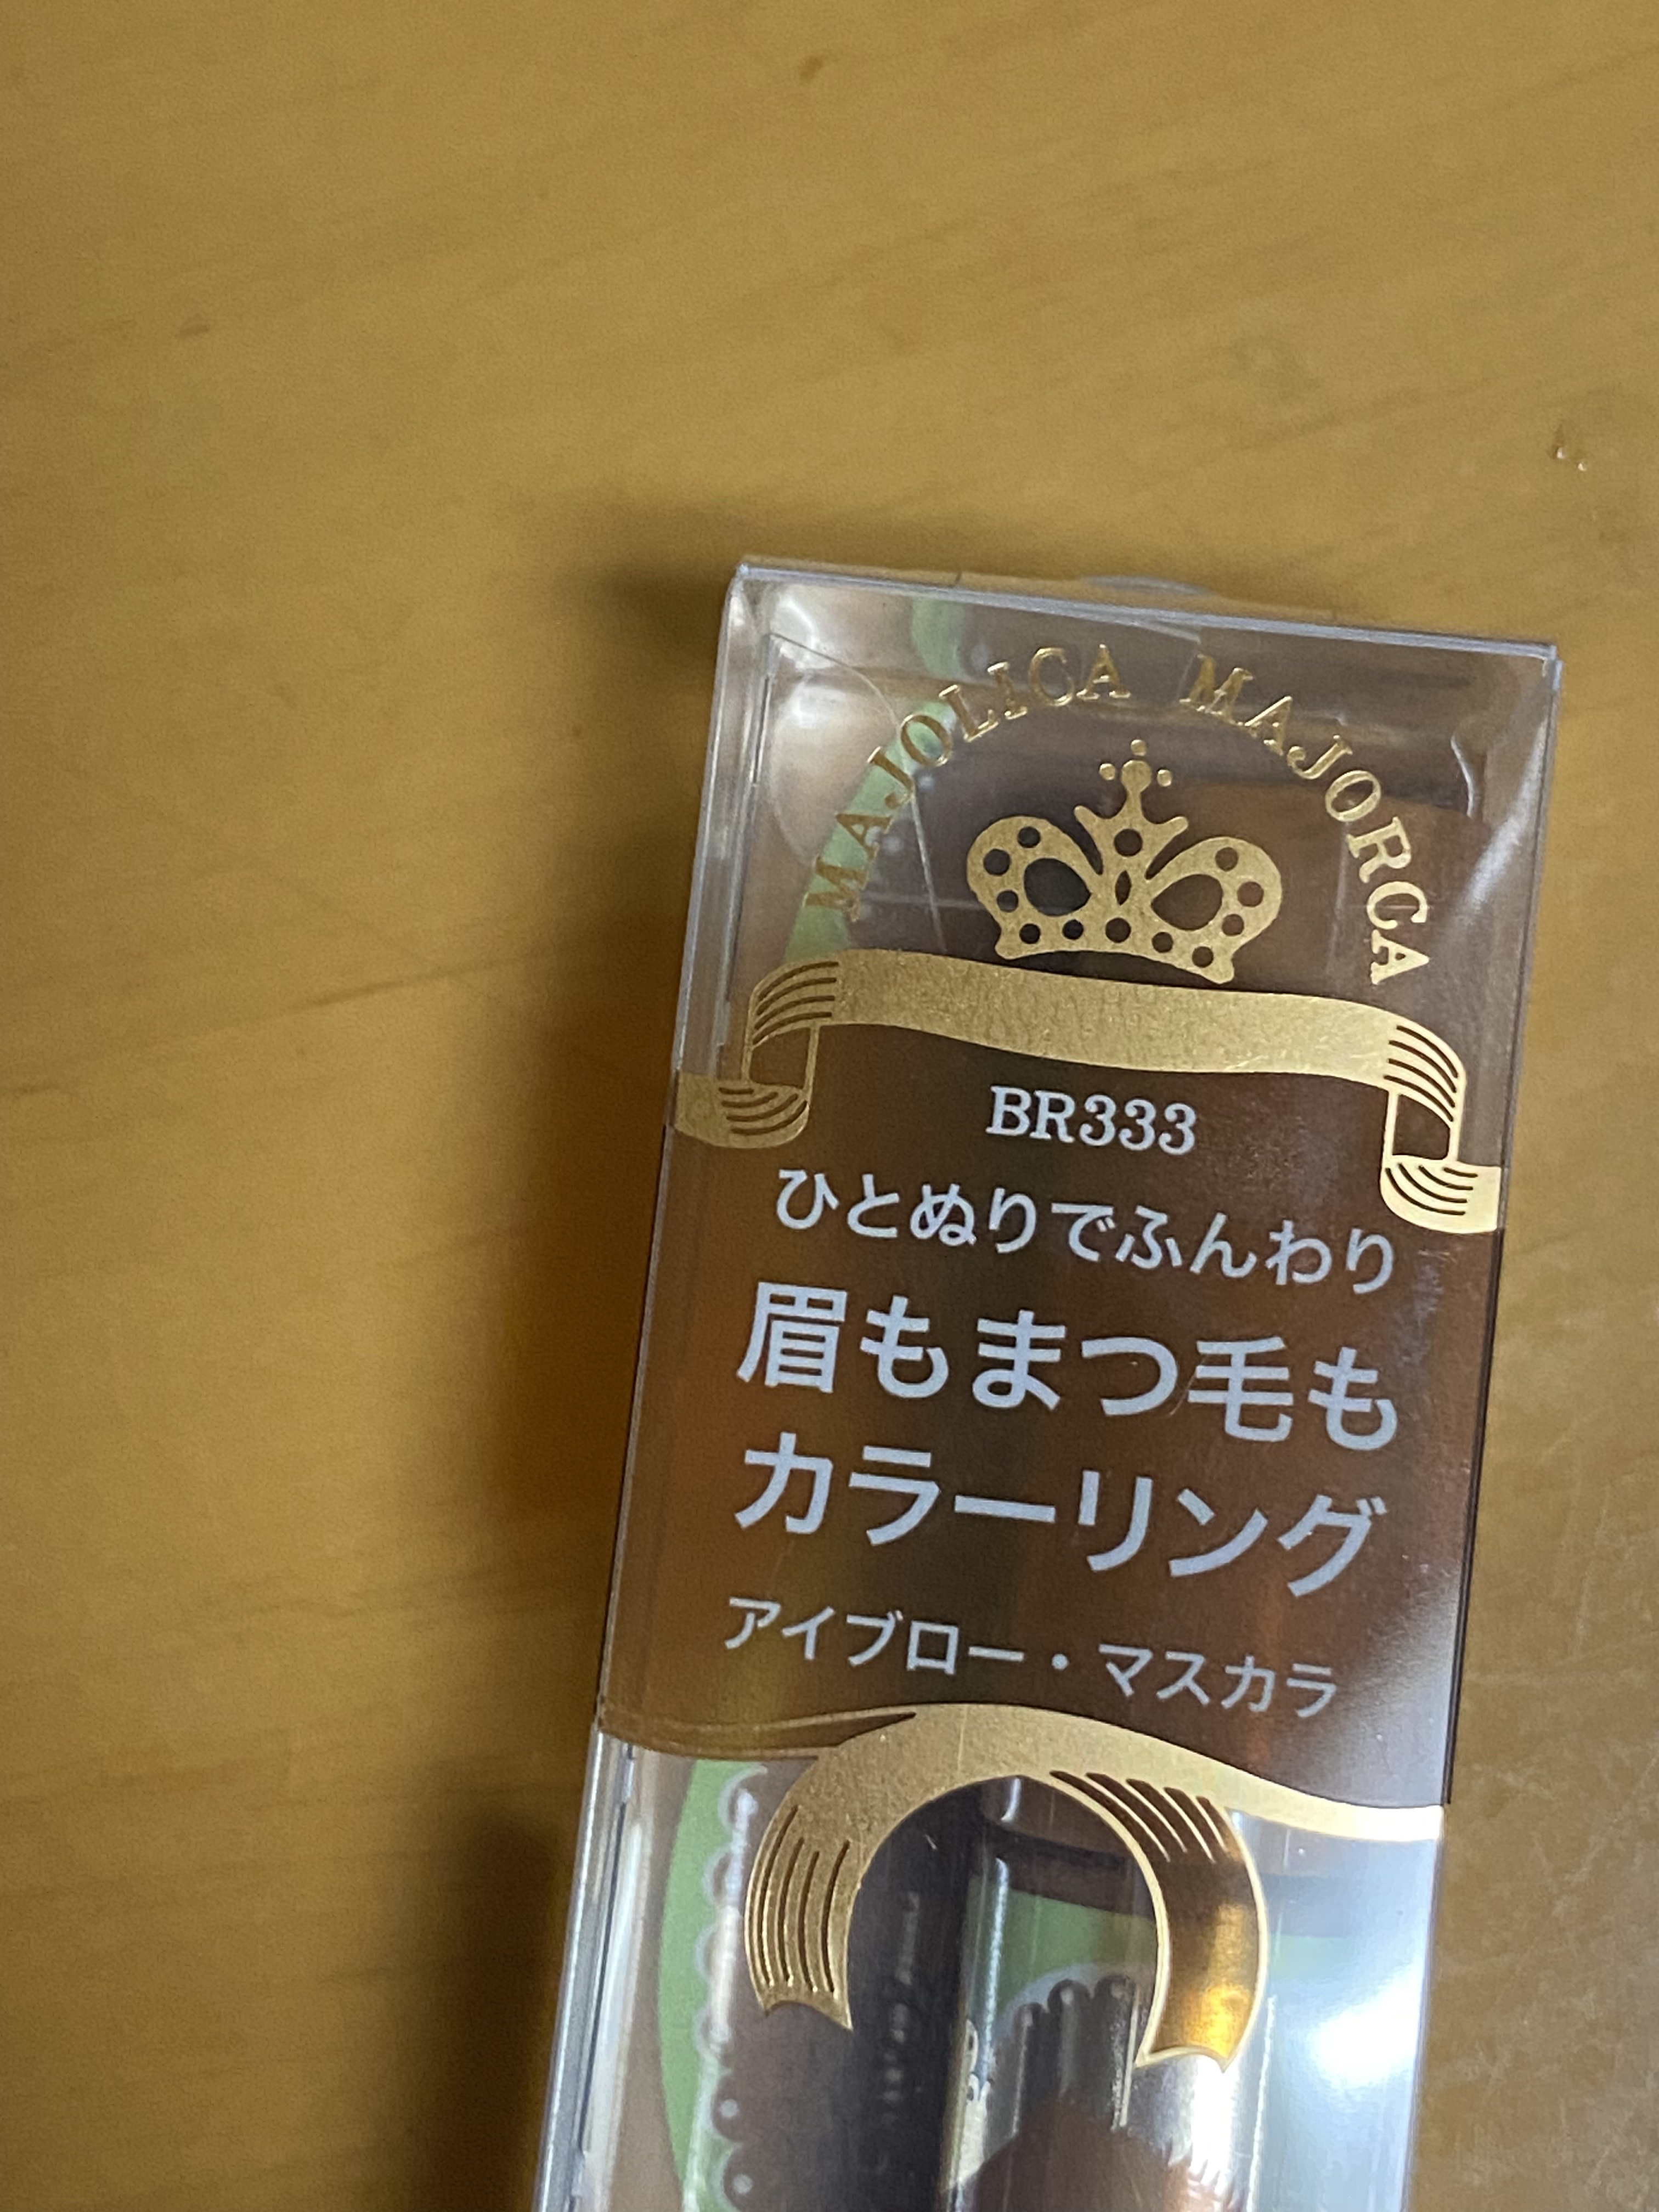 MAJOLICA MAJORCA
BR333
ひとぬりでふんわり
眉もまつ毛も
カラーリング
アイブロー・マスカラ